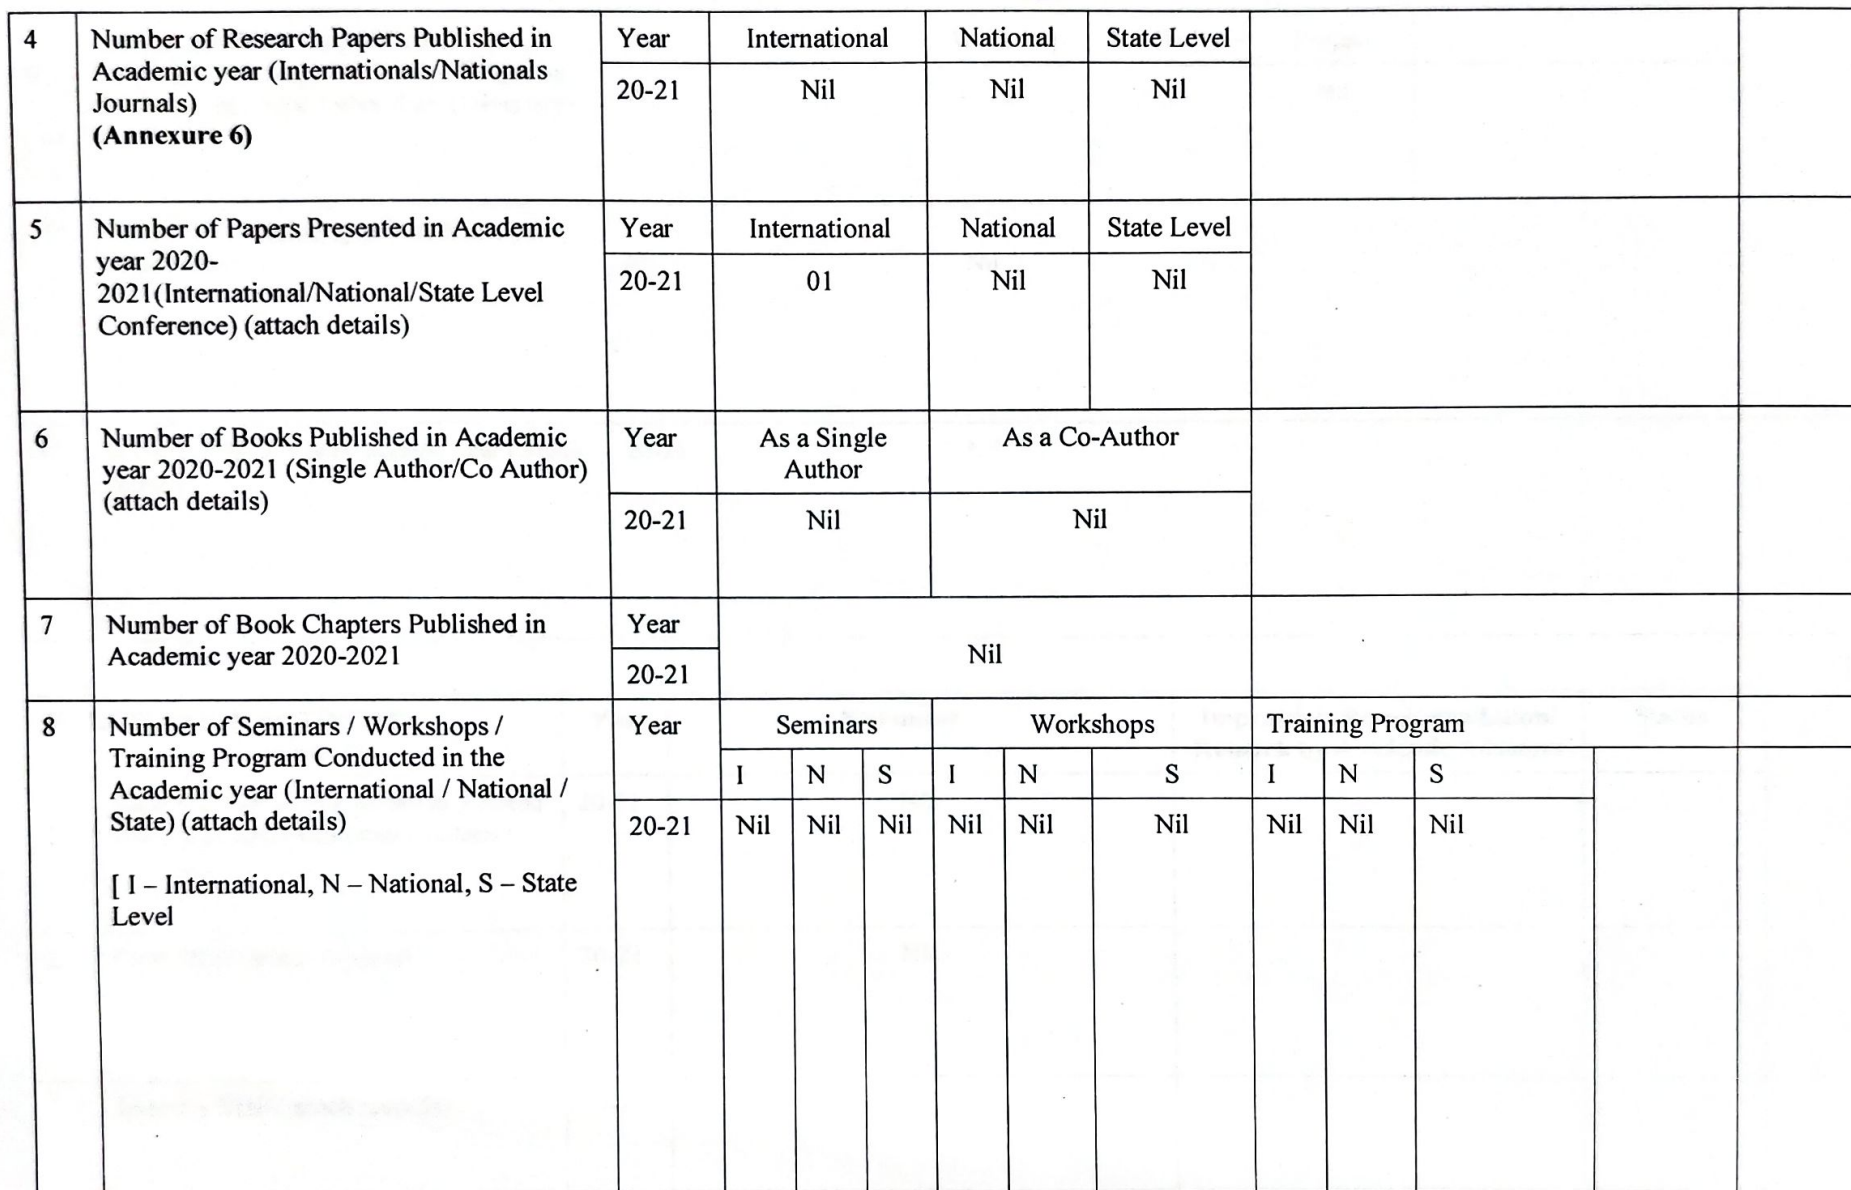 4 Number of Research Papers Published in Year International National State Level
Academic year (Internationals/Nationals
Journals) 20-21 Nil Nil Nil
(Annexure 6)
5 Number of Papers Presented in Academic Year International National State Level
year 2020-
2021(International/National/State Level 20-21 01 Nil Nil
Conference) (attach details)
6 Number of Books Published in Academic Year As a Single As a Co-Author
year 2020-2021 (Single Author/Co Author) Author
(attach details) 20-21 Nil Nil
7 Number of Book Chapters Published in Year
Academic year 2020-2021 Nil
20-21
8 Number of Seminars / Workshops / Year Seminars Workshops Training Program
Training Program Conducted in the I N S I N S I N S
Academic year (International / National /
State) (attach details) 20-21 Nil Nil Nil Nil Nil Nil Nil Nil Nil
[ I – International, N – National, S – State
Level